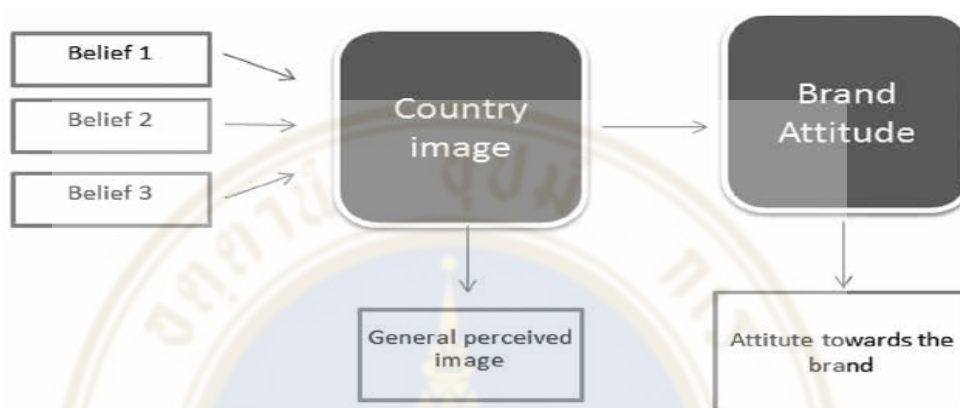 Belief 1
Belief 2
Belief 3
Country
image
Brand
Attitude
General perceived
image
Attitute towards the
brand